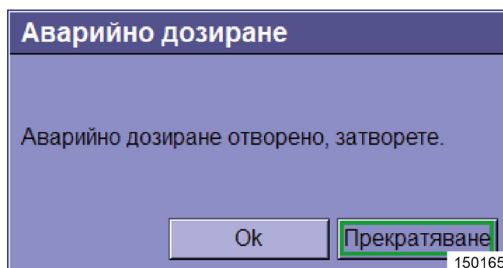 Аварийно дозиране
Аварийно дозиране отворено, затворете.
Ok Прекратяване
150165